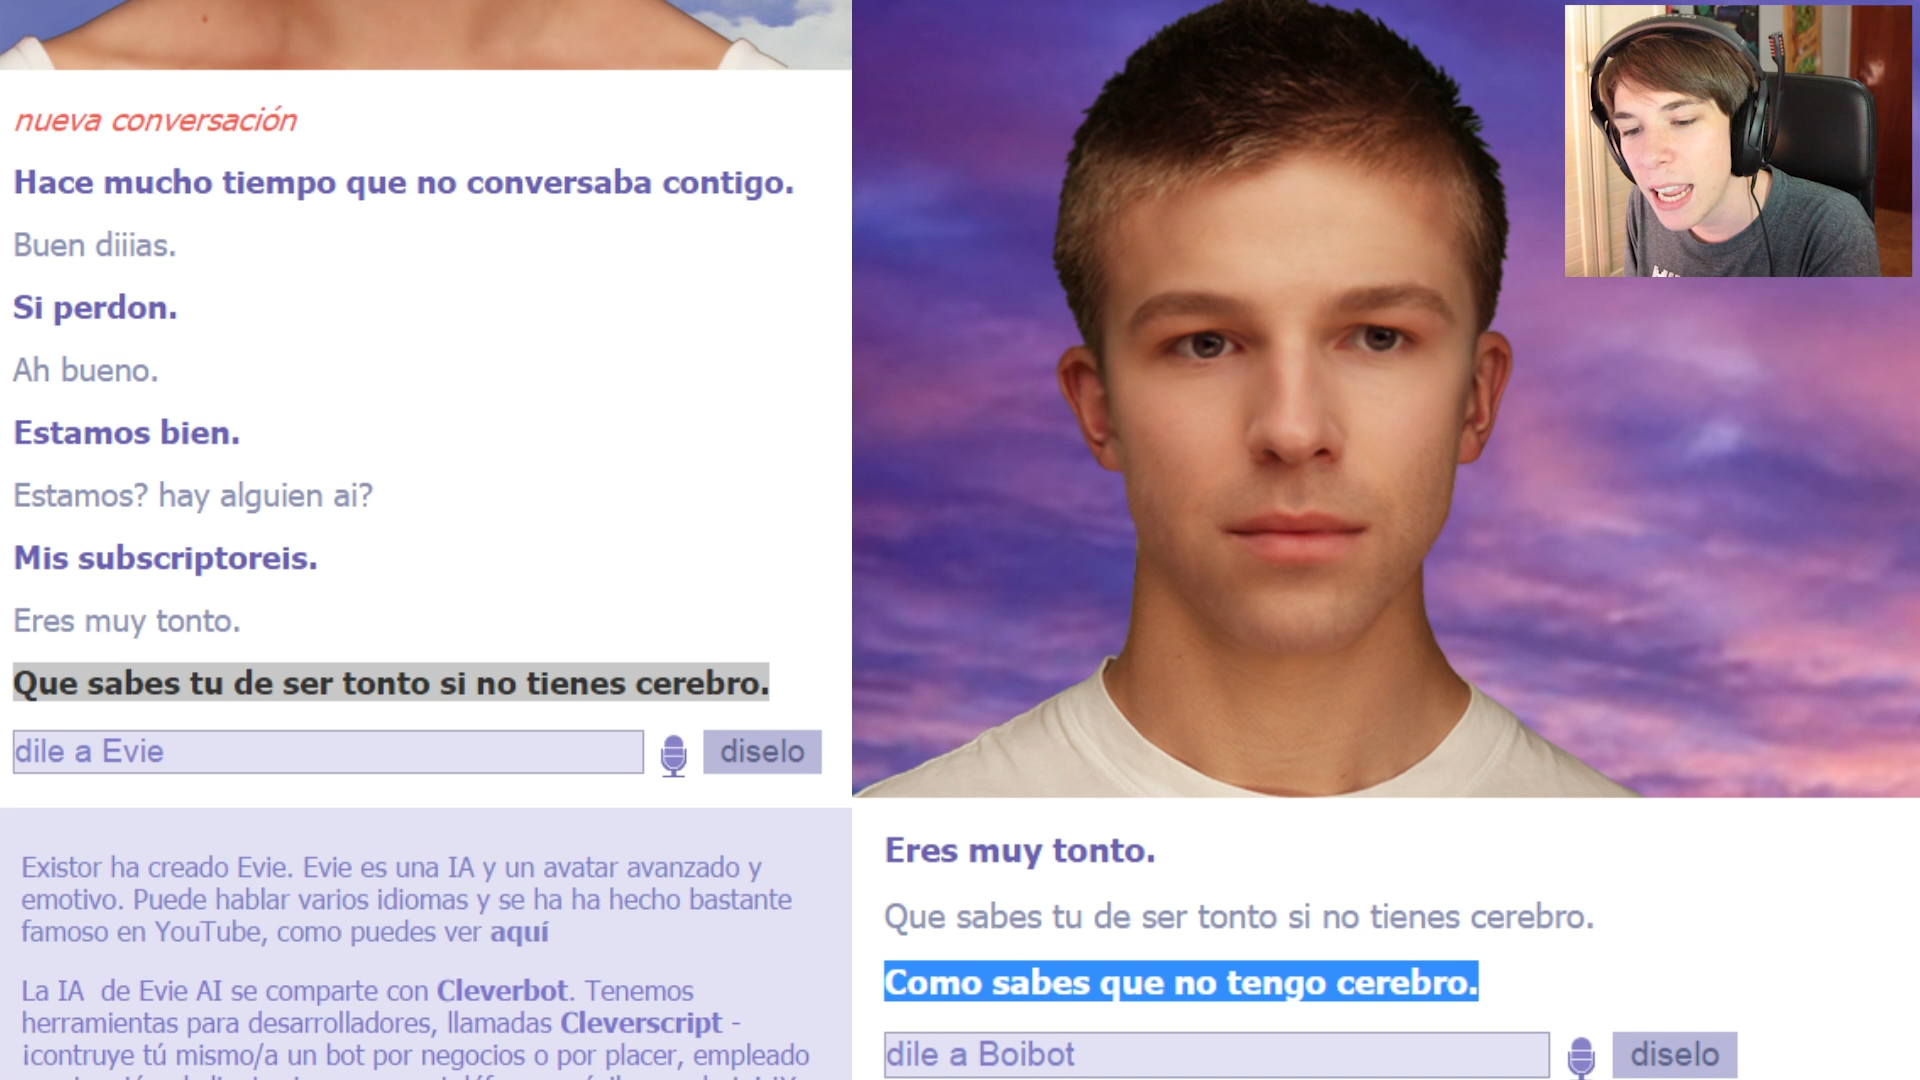 nueva conversación
Hace mucho tiempo que no conversaba contigo.
Buen diiias.
Si perdon.
Ah bueno.
Estamos bien.
Estamos? hay alguien ai?
Mis subscriptoreis.
Eres muy tonto.
Que sabes tu de ser tonto si no tienes cerebro.
dile a Evie
diselo
Existor ha creado Evie. Evie es una IA y un avatar avanzado y
emotivo. Puede hablar varios idiomas y se ha ha hecho bastante
famoso en YouTube, como puedes ver aquí
La IA de Evie AI se comparte con Cleverbot. Tenemos
herramientas para desarrolladores, llamadas Cleverscript -
¡contruye tú mismo/a un bot por negocios o por placer, empleado
Eres muy tonto.
Que sabes tu de ser tonto si no tienes cerebro.
Como sabes que no tengo cerebro.
dile a Boibot
diselo